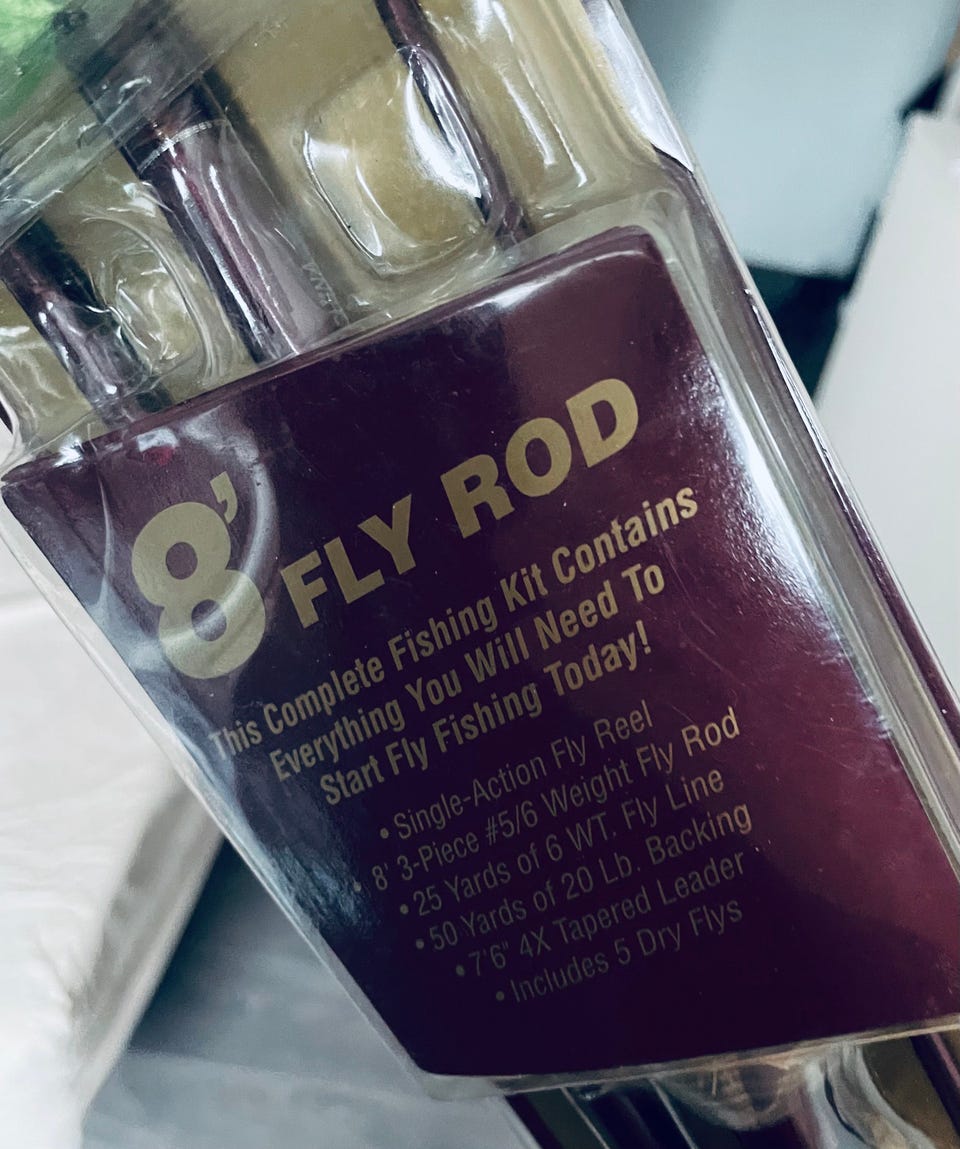 8' FLY ROD
This Complete Fishing Kit Contains
Everything You Will Need To
Start Fly Fishing Today!
• Single-Action Fly Reel
• 8' 3-Piece #5/6 Weight Fly Rod
• 25 Yards of 6 WT. Fly Line
• 50 Yards of 20 Lb. Backing
• 7'6" 4X Tapered Leader
• Includes 5 Dry Flys